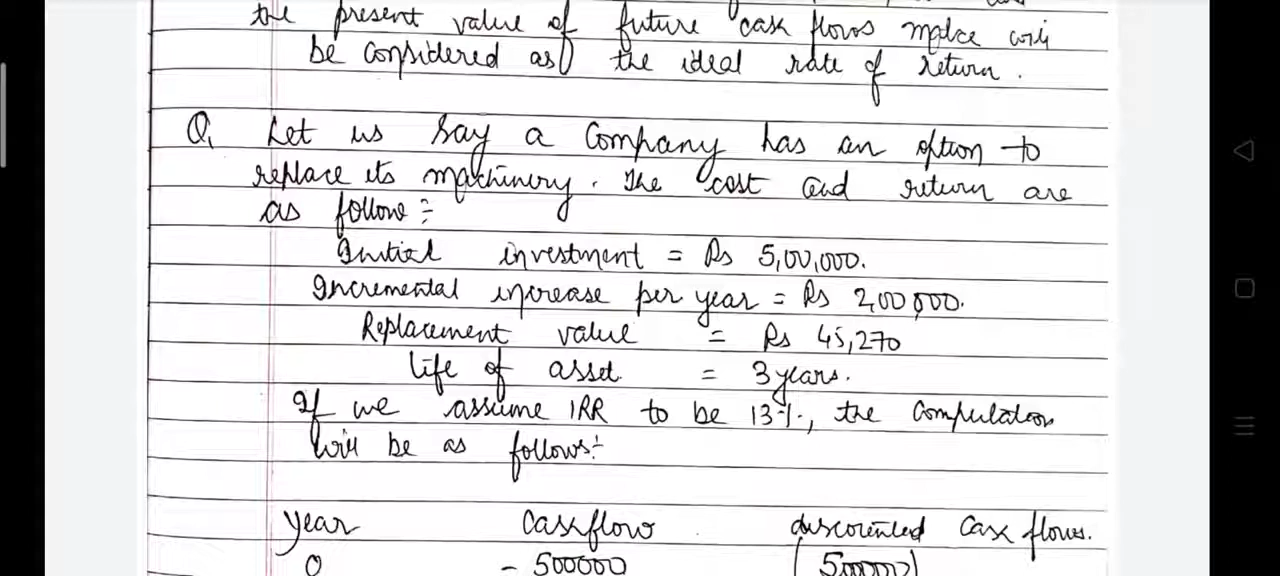 the present value of future cash flows make will
be considered as the ideal rate of return.
Q. Let us say a company has an option to
replace its machinery. The cost and return are
as follow :-
Initial investment = Rs 5,00,000.
Incremental increase per year = Rs 2,00,000.
Replacement value = Rs 45,270
life of asset = 3 years.
If we assume IRR to be 13%, the computation
will be as follows:-
year cashflow discounted cash flows.
0 - 500000 (500000)